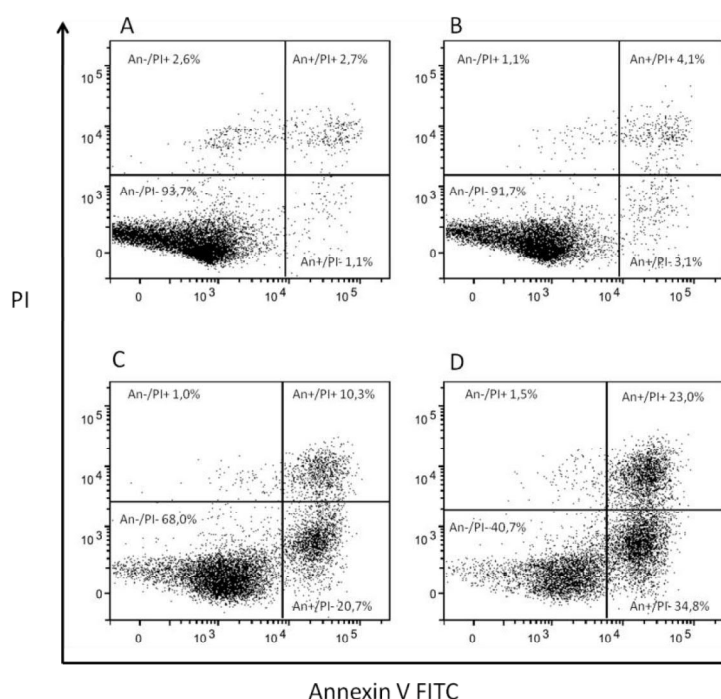 A
An-/PI+ 2,6%
An+/PI+ 2,7%
10^5
10^4
10^3
0
An-/PI- 93,7%
An+/PI- 1,1%
0
10^3
10^4
10^5
B
An-/PI+ 1,1%
An+/PI+ 4,1%
10^5
10^4
10^3
0
An-/PI- 91,7%
An+/PI- 3,1%
0
10^3
10^4
10^5
PI
C
An-/PI+ 1,0%
An+/PI+ 10,3%
10^5
10^4
10^3
0
An-/PI- 68,0%
An+/PI- 20,7%
0
10^3
10^4
10^5
D
An-/PI+ 1,5%
An+/PI+ 23,0%
10^5
10^4
10^3
0
An-/PI- 40,7%
An+/PI- 34,8%
0
10^3
10^4
10^5
Annexin V FITC